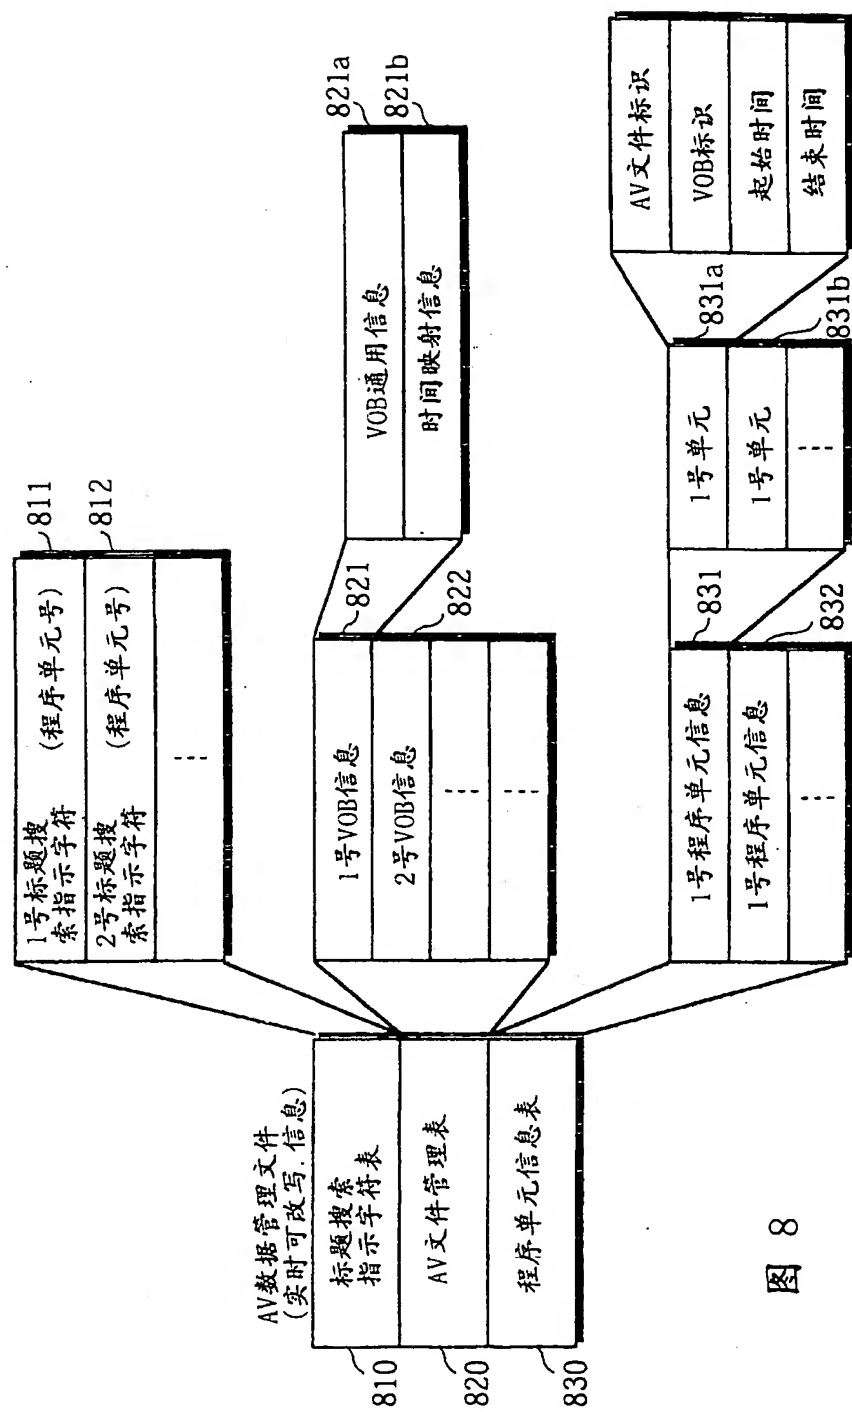 AV数据管理文件
(实时可改写.信息)
标题搜索
指示字符表
AV文件管理表
程序单元信息表
810
820
830
1号标题搜
索指示字符
(程序单元号)
2号标题搜
索指示字符
(程序单元号)
811
812
1号VOB信息
2号VOB信息
821
822
VOB通用信息
时间映射信息
821a
821b
1号程序单元信息
1号程序单元信息
831
832
1号单元
1号单元
831a
831b
AV文件标识
VOB标识
起始时间
结束时间
图 8